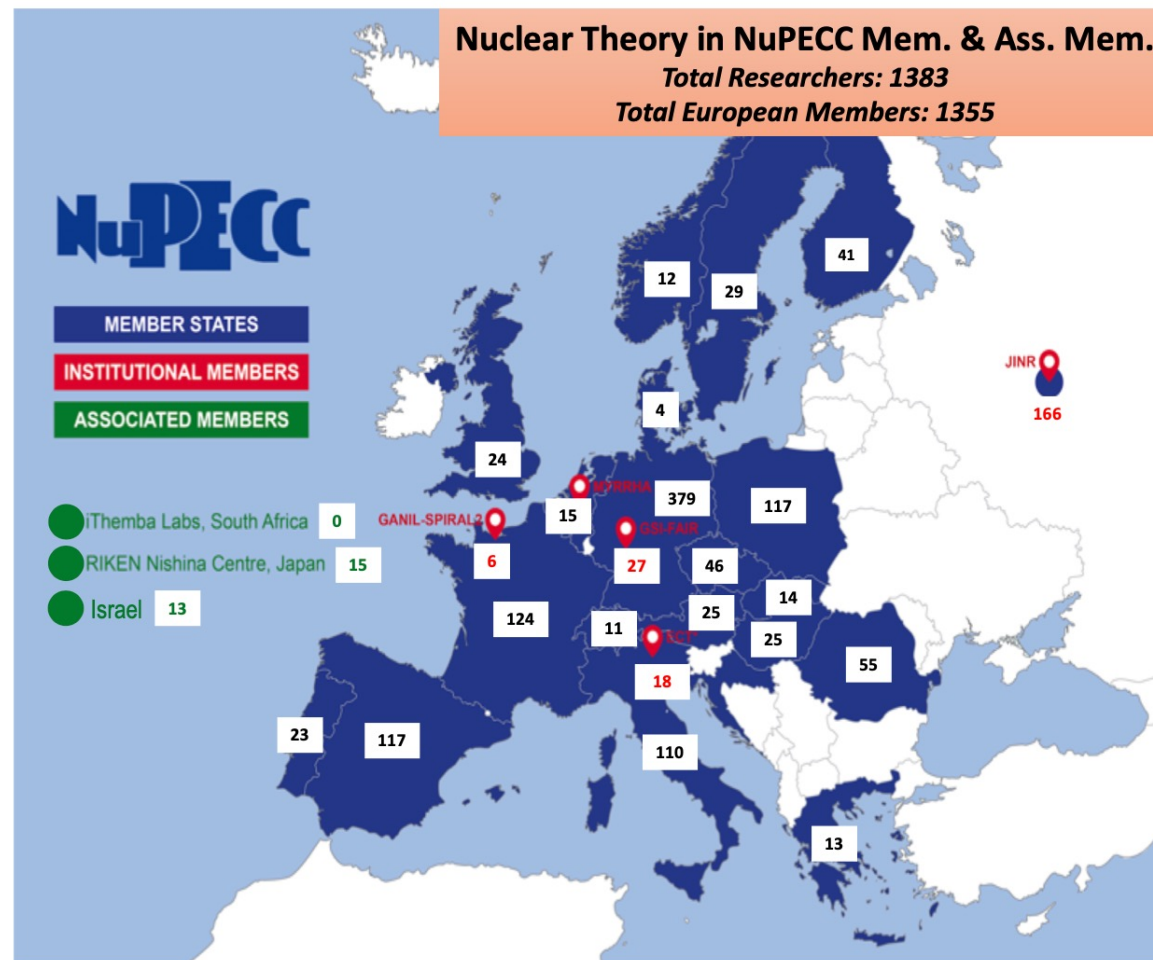 Nuclear Theory in NuPECC Mem. & Ass. Mem.
Total Researchers: 1383
Total European Members: 1355
NuPECC
MEMBER STATES
INSTITUTIONAL MEMBERS
ASSOCIATED MEMBERS
iThemba Labs, South Africa 0
RIKEN Nishina Centre, Japan 15
Israel 13
41
12
29
JINR
166
4
24
MYRRHA
379
117
15
GANIL-SPIRAL2
GSI-FAIR
6
27
46
14
124
11
25
ECT*
25
18
55
23
117
110
13